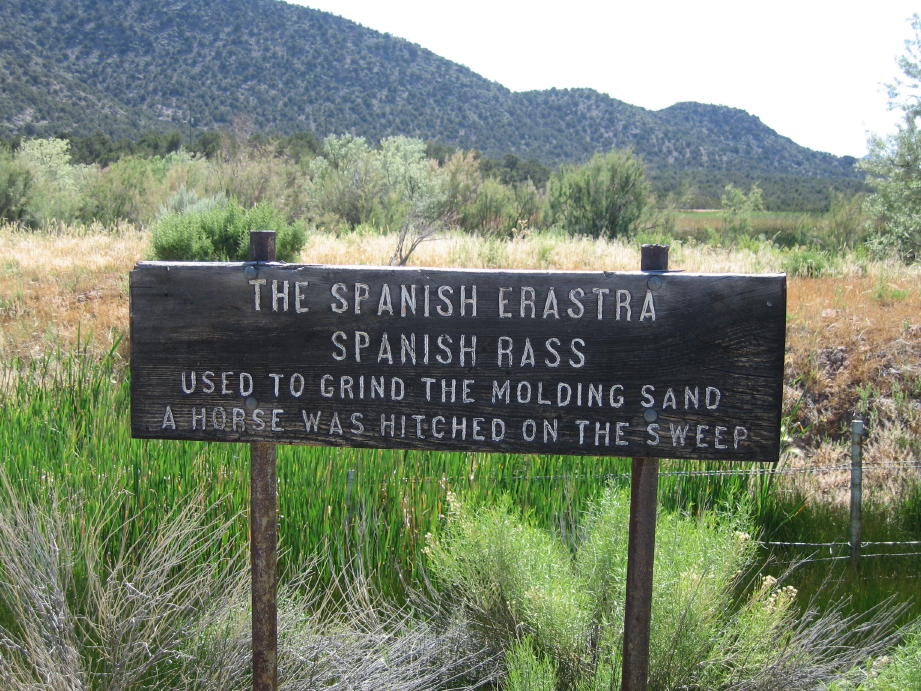 THE SPANISH ERASTRA
SPANISH RASS
USED TO GRIND THE MOLDING SAND
A HORSE WAS HITCHED ON THE SWEEP